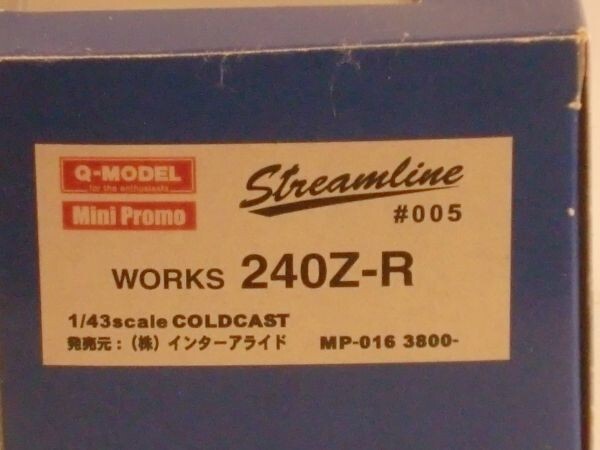 Q-MODEL
for the enthusiasts
Mini Promo
Streamline
#005
WORKS 240Z-R
1/43scale COLDCAST
発売元：（株）インターアライド MP-016 3800-